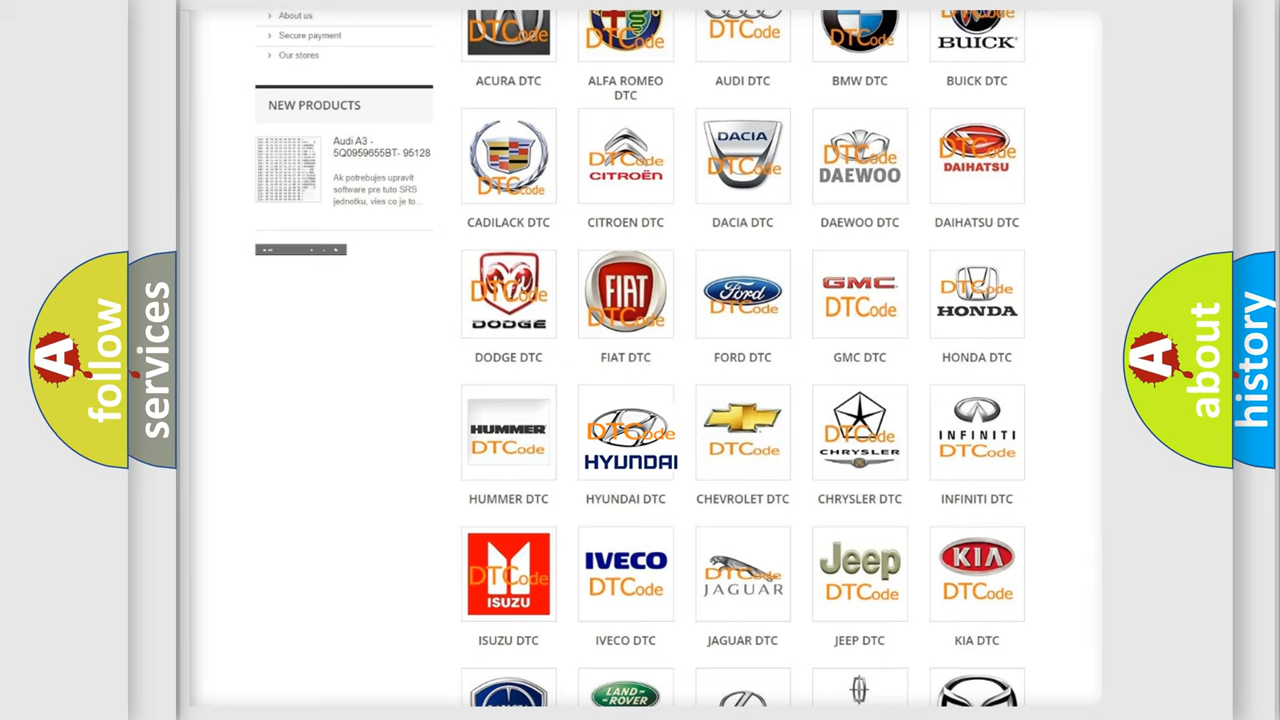 About us
Secure payment
Our stores
NEW PRODUCTS
Audi A3 -
5Q0959655BT- 95128
Ak potrebujes upravit
software pre tuto SRS
jednotku, vies co je to...
DTCode
DTCode
DTCode
DTCode
BUICK
ACURA DTC
ALFA ROMEO
DTC
AUDI DTC
BMW DTC
BUICK DTC
DTCode
DTCode
CITROËN
DACIA
DTCode
DTCode
DAEWOO
DTCode
DAIHATSU
CADILACK DTC
CITROEN DTC
DACIA DTC
DAEWOO DTC
DAIHATSU DTC
DTCode
DODGE
FIAT
DTCode
Ford
DTCode
GMC
DTCode
DTCode
HONDA
DODGE DTC
FIAT DTC
FORD DTC
GMC DTC
HONDA DTC
HUMMER
DTCode
DTCode
HYUNDAI
DTCode
DTCode
CHRYSLER
INFINITI
DTCode
HUMMER DTC
HYUNDAI DTC
CHEVROLET DTC
CHRYSLER DTC
INFINITI DTC
DTCode
ISUZU
IVECO
DTCode
DTCode
JAGUAR
Jeep
DTCode
KIA
DTCode
ISUZU DTC
IVECO DTC
JAGUAR DTC
JEEP DTC
KIA DTC
LAND-
ROVER
A
follow
services
A
about
history